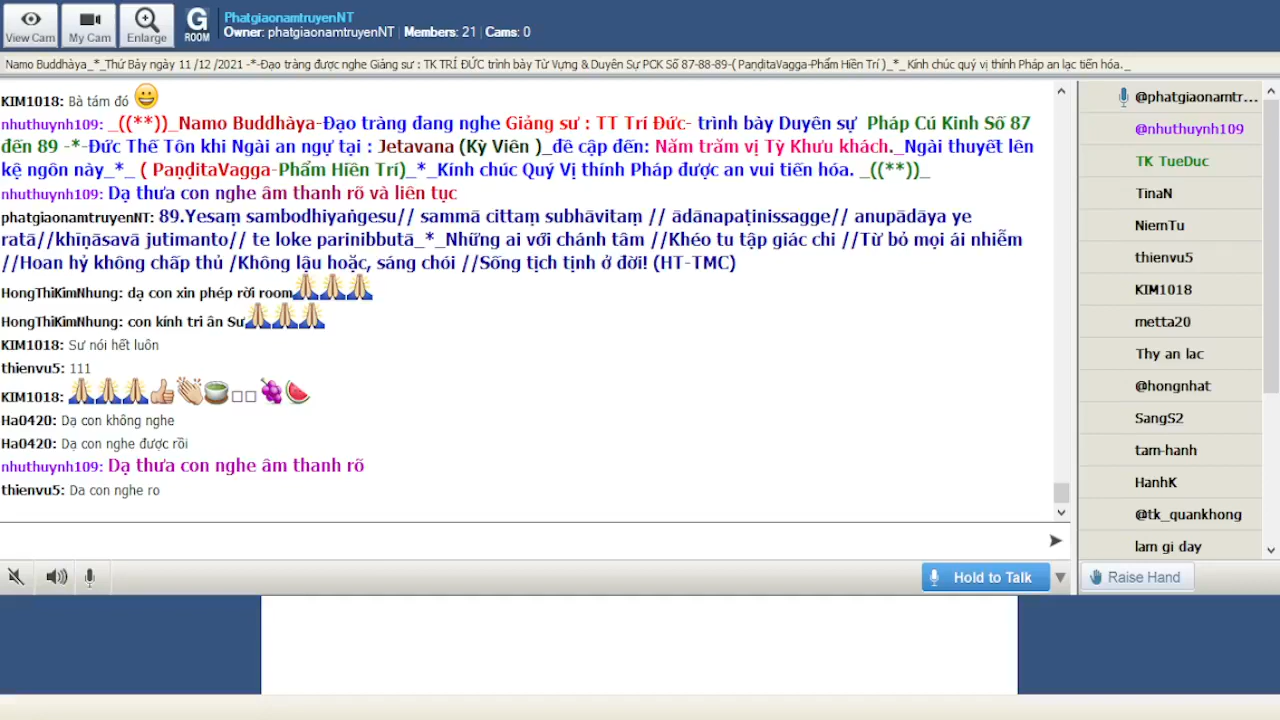 View Cam
My Cam
Enlarge
G
ROOM
PhatgiaonamtruyenNT
Owner: phatgiaonamtruyenNT | Members: 21 | Cams: 0
Namo Buddhàya_*_Thứ Bảy ngày 11 /12 /2021 -*-Đạo tràng được nghe Giảng sư : TK TRÍ ĐỨC trình bày Từ Vựng & Duyên Sự PCK Số 87-88-89-( PaṇḍitaVagga-Phẩm Hiền Trí )_*_ Kính chúc quý vị thính Pháp an lạc tiến hóa._
KIM1018: Bà tám đó 😀
nhuthuynh109: _((**))_Namo Buddhàya-Đạo tràng đang nghe Giảng sư : TT Trí Đức- trình bày Duyên sự Pháp Cú Kinh Số 87
đến 89 -*-Đức Thế Tôn khi Ngài an ngự tại : Jetavana (Kỳ Viên )_đề cập đến: Năm trăm vị Tỳ Khưu khách._Ngài thuyết lên
kệ ngôn này_*_ ( PaṇḍitaVagga-Phẩm Hiền Trí)_*_Kính chúc Quý Vị thính Pháp được an vui tiến hóa. _((**))_
nhuthuynh109: Dạ thưa con nghe âm thanh rõ và liên tục
phatgiaonamtruyenNT: 89.Yesaṃ sambodhiyaṅgesu// sammā cittaṃ subhāvitaṃ // ādānapaṭinissagge// anupādāya ye
ratā//khīṇāsavā jutimanto// te loke parinibbutā_*_Những ai với chánh tâm //Khéo tu tập giác chi //Từ bỏ mọi ái nhiễm
//Hoan hỷ không chấp thủ /Không lậu hoặc, sáng chói //Sống tịch tịnh ở đời! (HT-TMC)
HongThiKimNhung: dạ con xin phép rời room🙏🙏🙏
HongThiKimNhung: con kính tri ân Sư🙏🙏🙏
KIM1018: Sư nói hết luôn
thienvu5: 111
KIM1018: 🙏🙏🙏👍👏🍵□□🍇🍉
Ha0420: Dạ con không nghe
Ha0420: Dạ con nghe được rồi
nhuthuynh109: Dạ thưa con nghe âm thanh rõ
thienvu5: Da con nghe ro
@phatgiaonamtr...
@nhuthuynh109
TK TueDuc
TinaN
NiemTu
thienvu5
KIM1018
metta20
Thy an lac
@hongnhat
SangS2
tam-hanh
HanhK
@tk_quankhong
lam gi day
Hold to Talk
Raise Hand